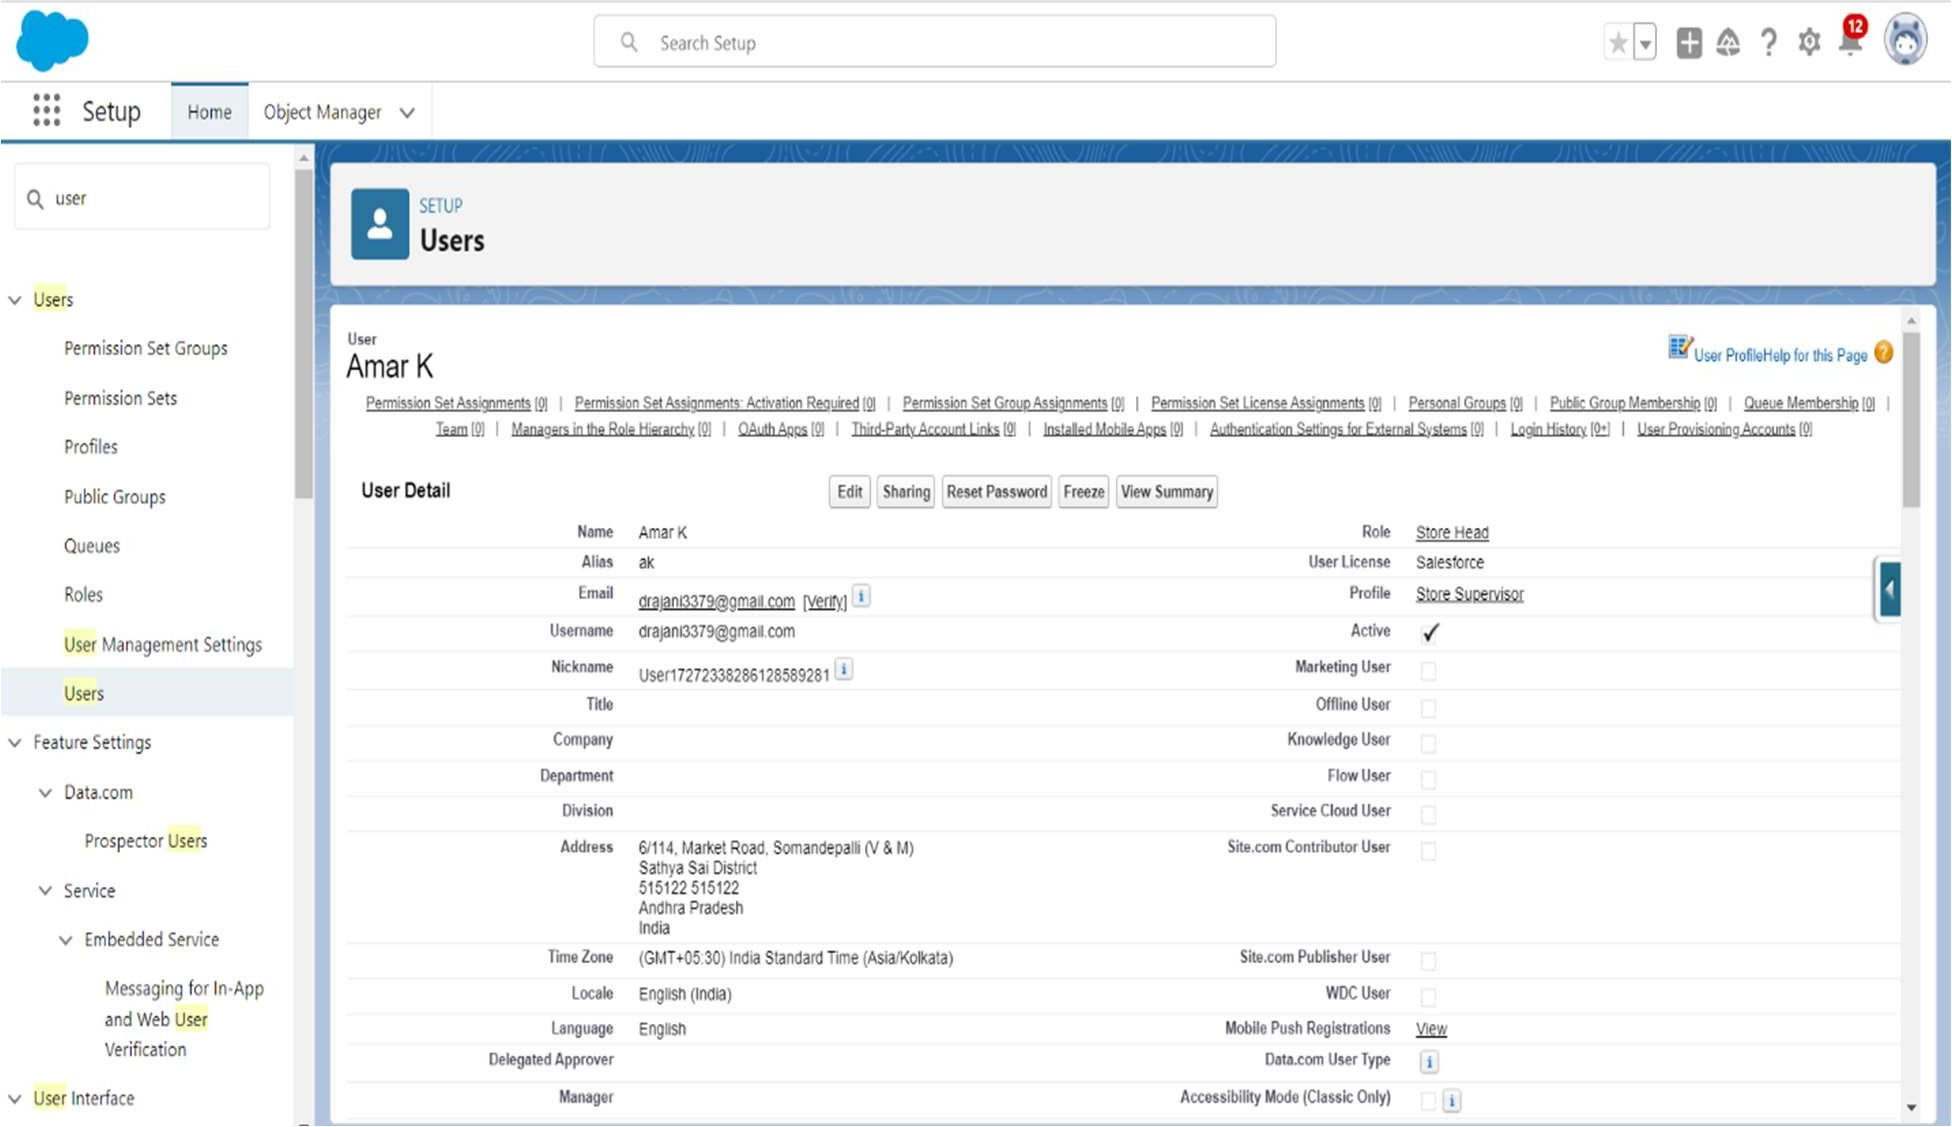 Search Setup
12
Setup
Home
Object Manager
user
Users
Permission Set Groups
Permission Sets
Profiles
Public Groups
Queues
Roles
User Management Settings
Users
Feature Settings
Data.com
Prospector Users
Service
Embedded Service
Messaging for In-App
and Web User
Verification
User Interface
SETUP
Users
User
Amar K
User ProfileHelp for this Page ?
Permission Set Assignments [0] | Permission Set Assignments: Activation Required [0] | Permission Set Group Assignments [0] | Permission Set License Assignments [0] | Personal Groups [0] | Public Group Membership [0] | Queue Membership [0] |
Team [0] | Managers in the Role Hierarchy [0] | OAuth Apps [0] | Third-Party Account Links [0] | Installed Mobile Apps [0] | Authentication Settings for External Systems [0] | Login History [0+] | User Provisioning Accounts [0]
User Detail Edit Sharing Reset Password Freeze View Summary
Name Amar K Role Store Head
Alias ak User License Salesforce
Email drajani3379@gmail.com [Verify] i Profile Store Supervisor
Username drajani3379@gmail.com Active ✓
Nickname User17272338286128589281 i Marketing User
Title Offline User
Company Knowledge User
Department Flow User
Division Service Cloud User
Address 6/114, Market Road, Somandepalli (V & M) Site.com Contributor User
Sathya Sai District
515122 515122
Andhra Pradesh
India
Time Zone (GMT+05:30) India Standard Time (Asia/Kolkata) Site.com Publisher User
Locale English (India) WDC User
Language English Mobile Push Registrations View
Delegated Approver Data.com User Type i
Manager Accessibility Mode (Classic Only) i